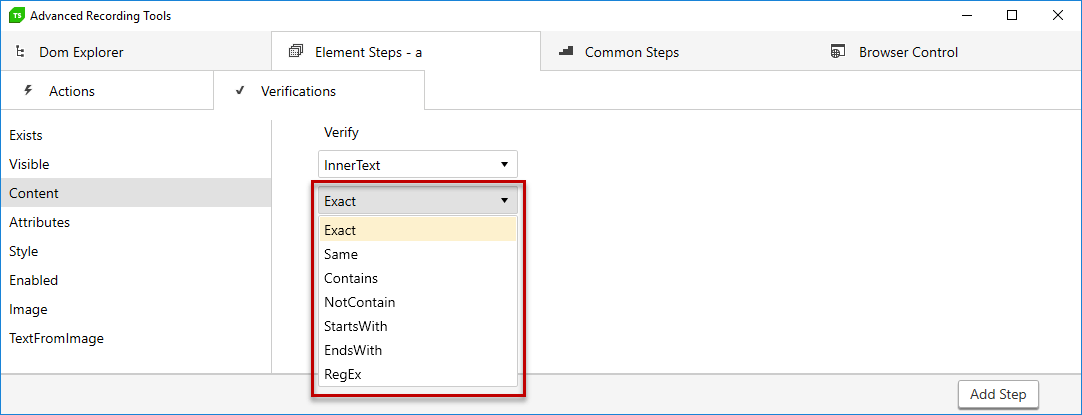 TS Advanced Recording Tools
Dom Explorer
Element Steps - a
Common Steps
Browser Control
Actions
Verifications
Exists
Visible
Content
Attributes
Style
Enabled
Image
TextFromImage
Verify
InnerText
Exact
Exact
Same
Contains
NotContain
StartsWith
EndsWith
RegEx
Add Step